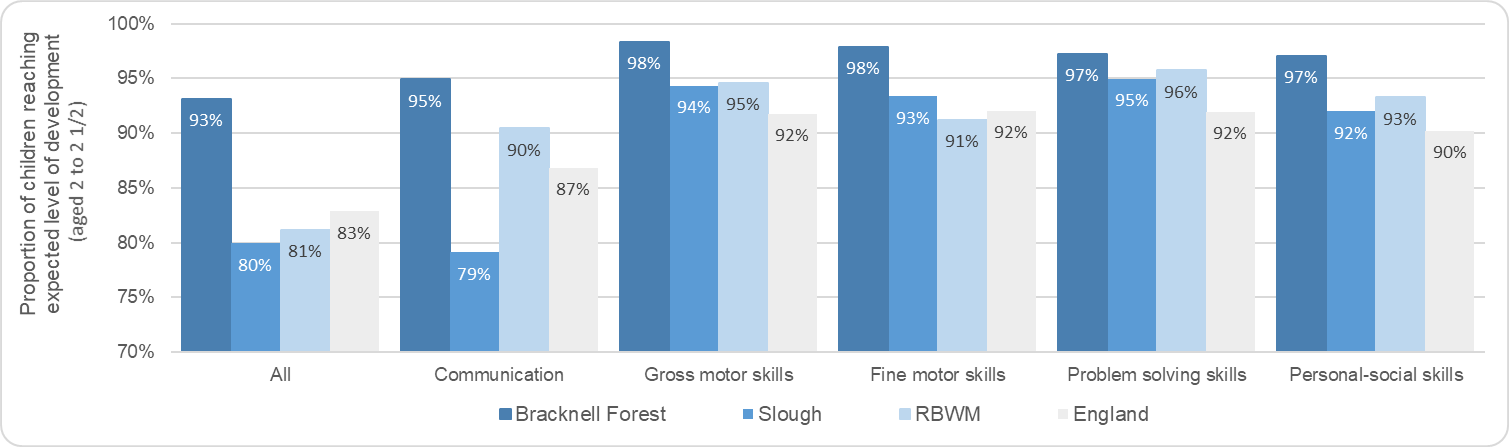 Proportion of children reaching
expected level of development
(aged 2 to 2 1/2)
100%
95%
90%
85%
80%
75%
70%
93%
80%
81%
83%
95%
79%
90%
87%
98%
94%
95%
92%
98%
93%
91%
92%
97%
95%
96%
92%
97%
92%
93%
90%
All
Communication
Gross motor skills
Fine motor skills
Problem solving skills
Personal-social skills
Bracknell Forest
Slough
RBWM
England